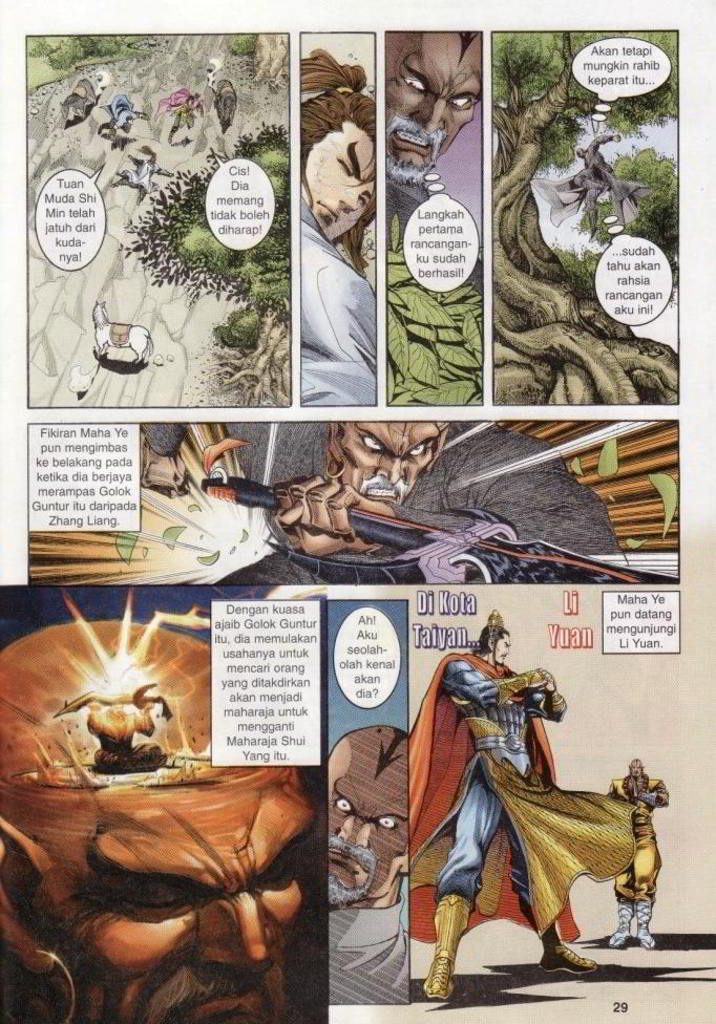 Tuan
Muda Shi
Min telah
jatuh dari
kuda-
nya!
Cis!
Dia
memang
tidak boleh
diharap!
Langkah
pertama
rancangan-
ku sudah
berhasil!
Akan tetapi
mungkin rahib
keparat itu...
...sudah
tahu akan
rahsia
rancangan
aku ini!
Fikiran Maha Ye
pun mengimbas
ke belakang pada
ketika dia berjaya
merampas Golok
Guntur itu daripada
Zhang Liang.
Dengan kuasa
ajaib Golok Guntur
itu, dia memulakan
usahanya untuk
mencari orang
yang ditakdirkan
akan menjadi
maharaja untuk
mengganti
Maharaja Shui
Yang itu.
Ah!
Aku
seolah-
olah kenal
akan
dia?
Di Kota
Taiyan...
Li
Yuan
Maha Ye
pun datang
mengunjungi
Li Yuan.
29